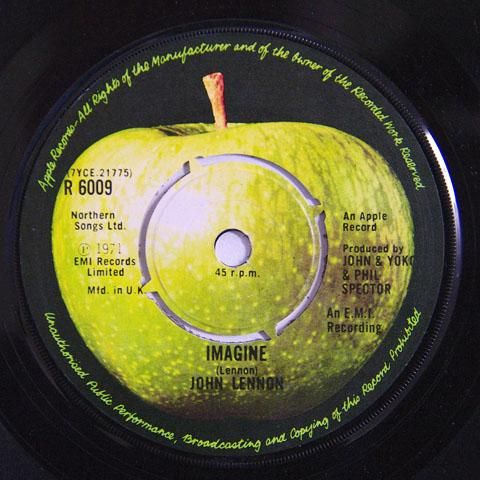 Apple Records-All Rights of the Manufacturer and of the Owner of the Recorded Work Reserved
(7YCE.21775)
R 6009
Northern
Songs Ltd.
℗ 1971
EMI Records
Limited
Mfd. in U.K.
45 r.p.m.
An Apple
Record
Produced by
JOHN & YOKO
& PHIL
SPECTOR
An E.M.I.
Recording
IMAGINE
(Lennon)
JOHN LENNON
Unauthorised Public Performance, Broadcasting and Copying of this Record Prohibited